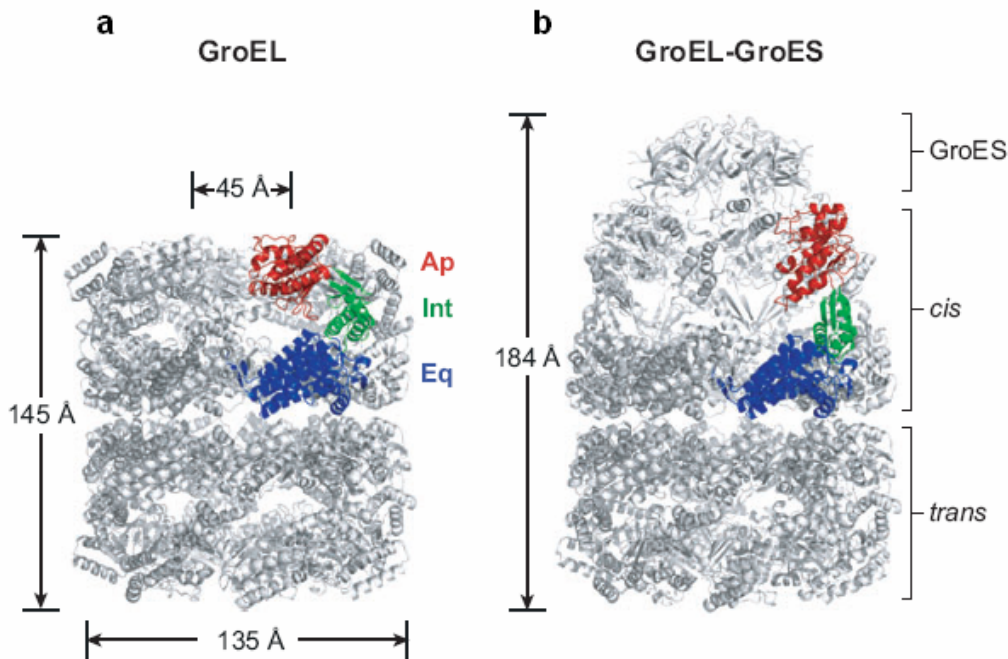 a
GroEL
45 Å
Ap
Int
Eq
145 Å
135 Å
b
GroEL-GroES
GroES
cis
184 Å
trans